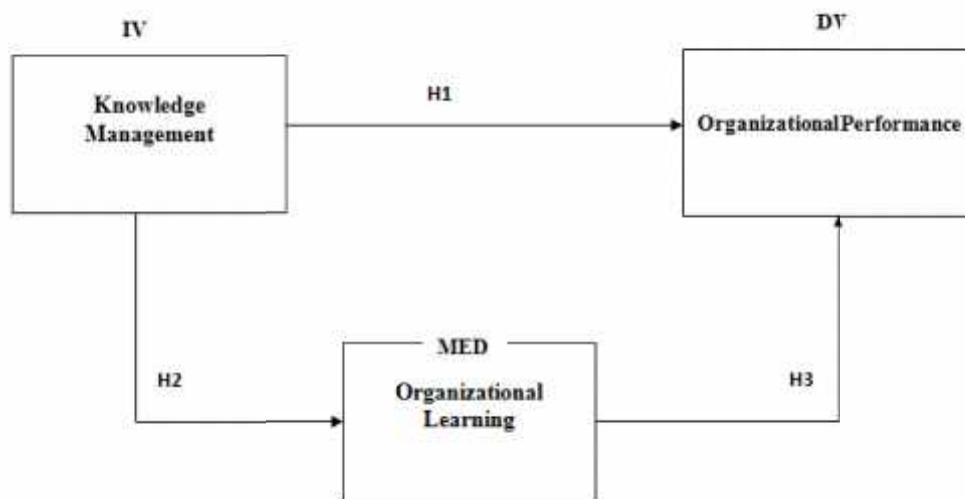 IV
DV
Knowledge
Management
H1
OrganizationalPerformance
MED
H2
Organizational
Learning
H3